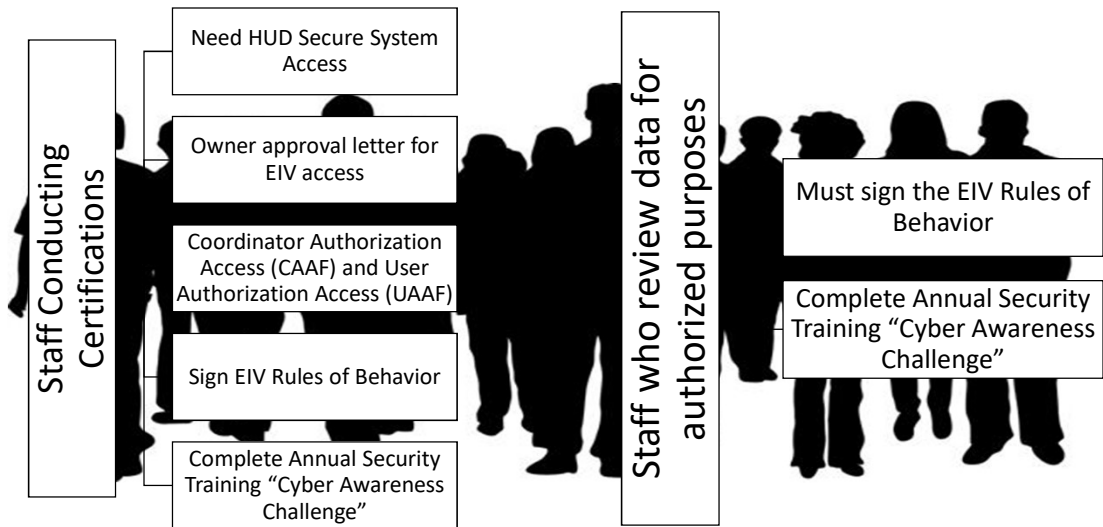 Staff Conducting
Certifications
Need HUD Secure System
Access
Owner approval letter for
EIV access
Coordinator Authorization
Access (CAAF) and User
Authorization Access (UAAF)
Sign EIV Rules of Behavior
Complete Annual Security
Training “Cyber Awareness
Challenge”
Staff who review data for
authorized purposes
Must sign the EIV Rules of
Behavior
Complete Annual Security
Training “Cyber Awareness
Challenge”